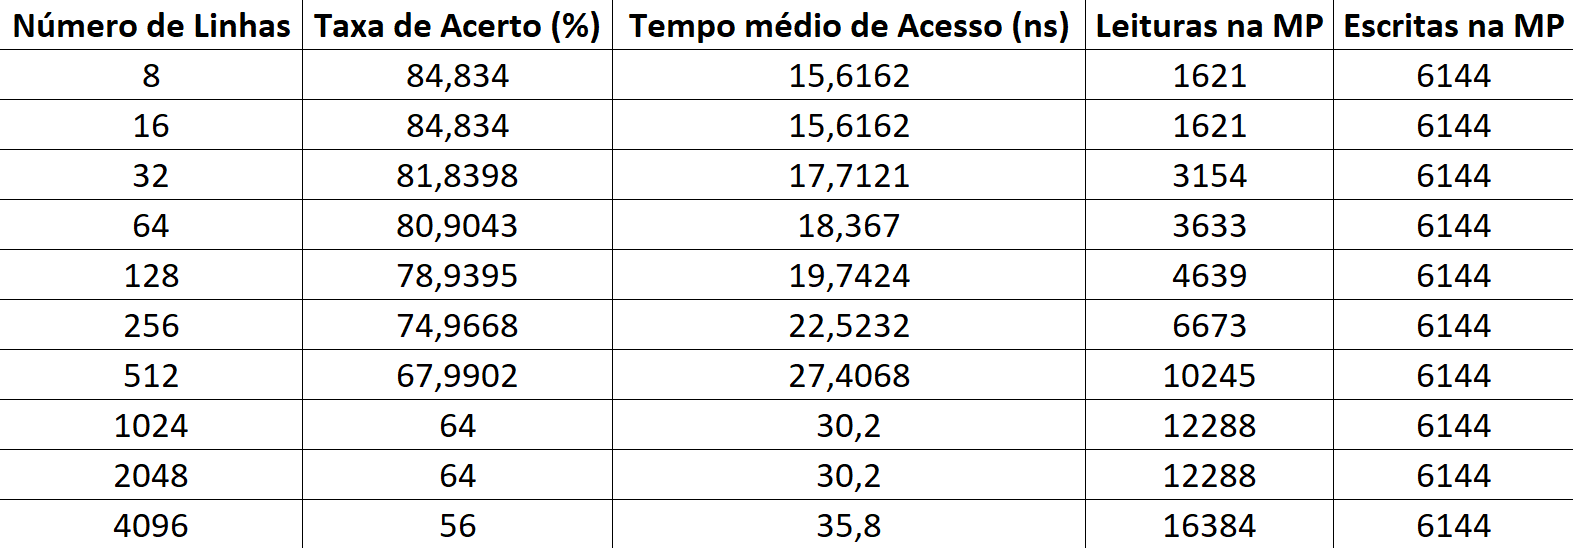 Número de Linhas Taxa de Acerto (%) Tempo médio de Acesso (ns) Leituras na MP Escritas na MP
8 84,834 15,6162 1621 6144
16 84,834 15,6162 1621 6144
32 81,8398 17,7121 3154 6144
64 80,9043 18,367 3633 6144
128 78,9395 19,7424 4639 6144
256 74,9668 22,5232 6673 6144
512 67,9902 27,4068 10245 6144
1024 64 30,2 12288 6144
2048 64 30,2 12288 6144
4096 56 35,8 16384 6144